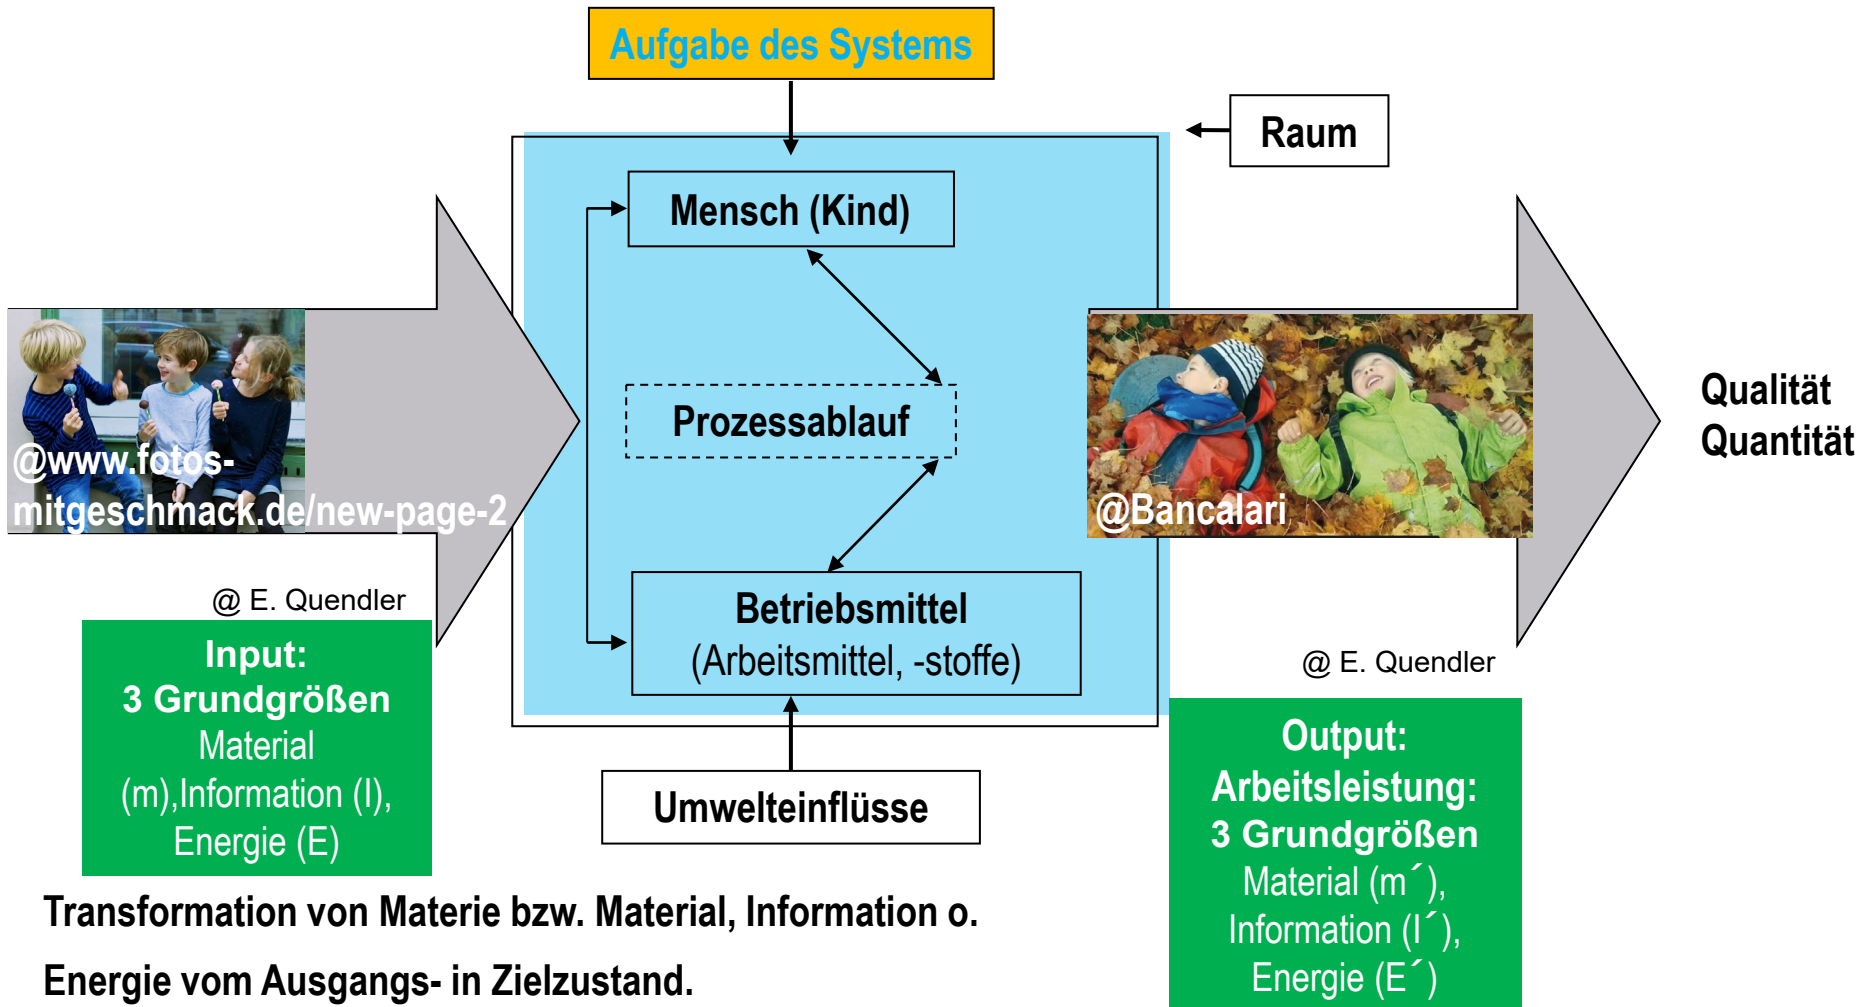 Aufgabe des Systems
Raum
Mensch (Kind)
Prozessablauf
@www.fotos-
mitgeschmack.de/new-page-2
@Bancalari
Qualität
Quantität
@ E. Quendler
Betriebsmittel
(Arbeitsmittel, -stoffe)
@ E. Quendler
Input:
3 Grundgrößen
Material
(m),Information (I),
Energie (E)
Umwelteinflüsse
Output:
Arbeitsleistung:
3 Grundgrößen
Material (m´),
Information (I´),
Energie (E´)
Transformation von Materie bzw. Material, Information o.
Energie vom Ausgangs- in Zielzustand.